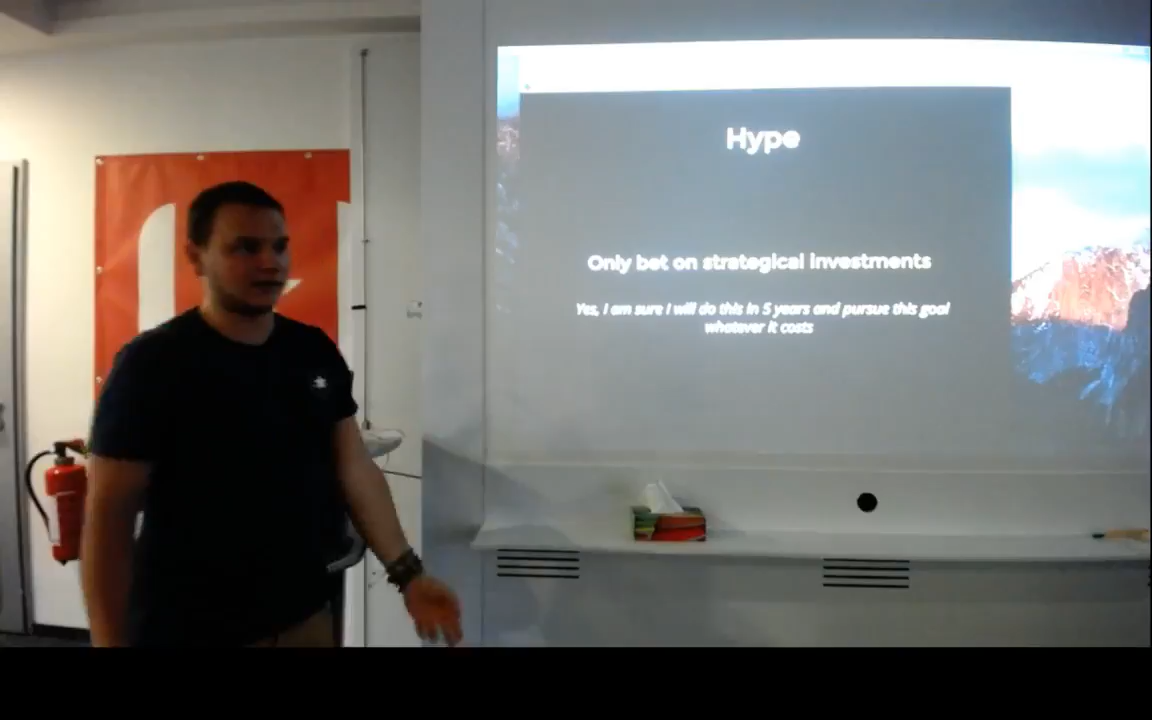 Hype
Only bet on strategical investments
Yes, I am sure I will do this in 5 years and pursue this goal
whatever it costs